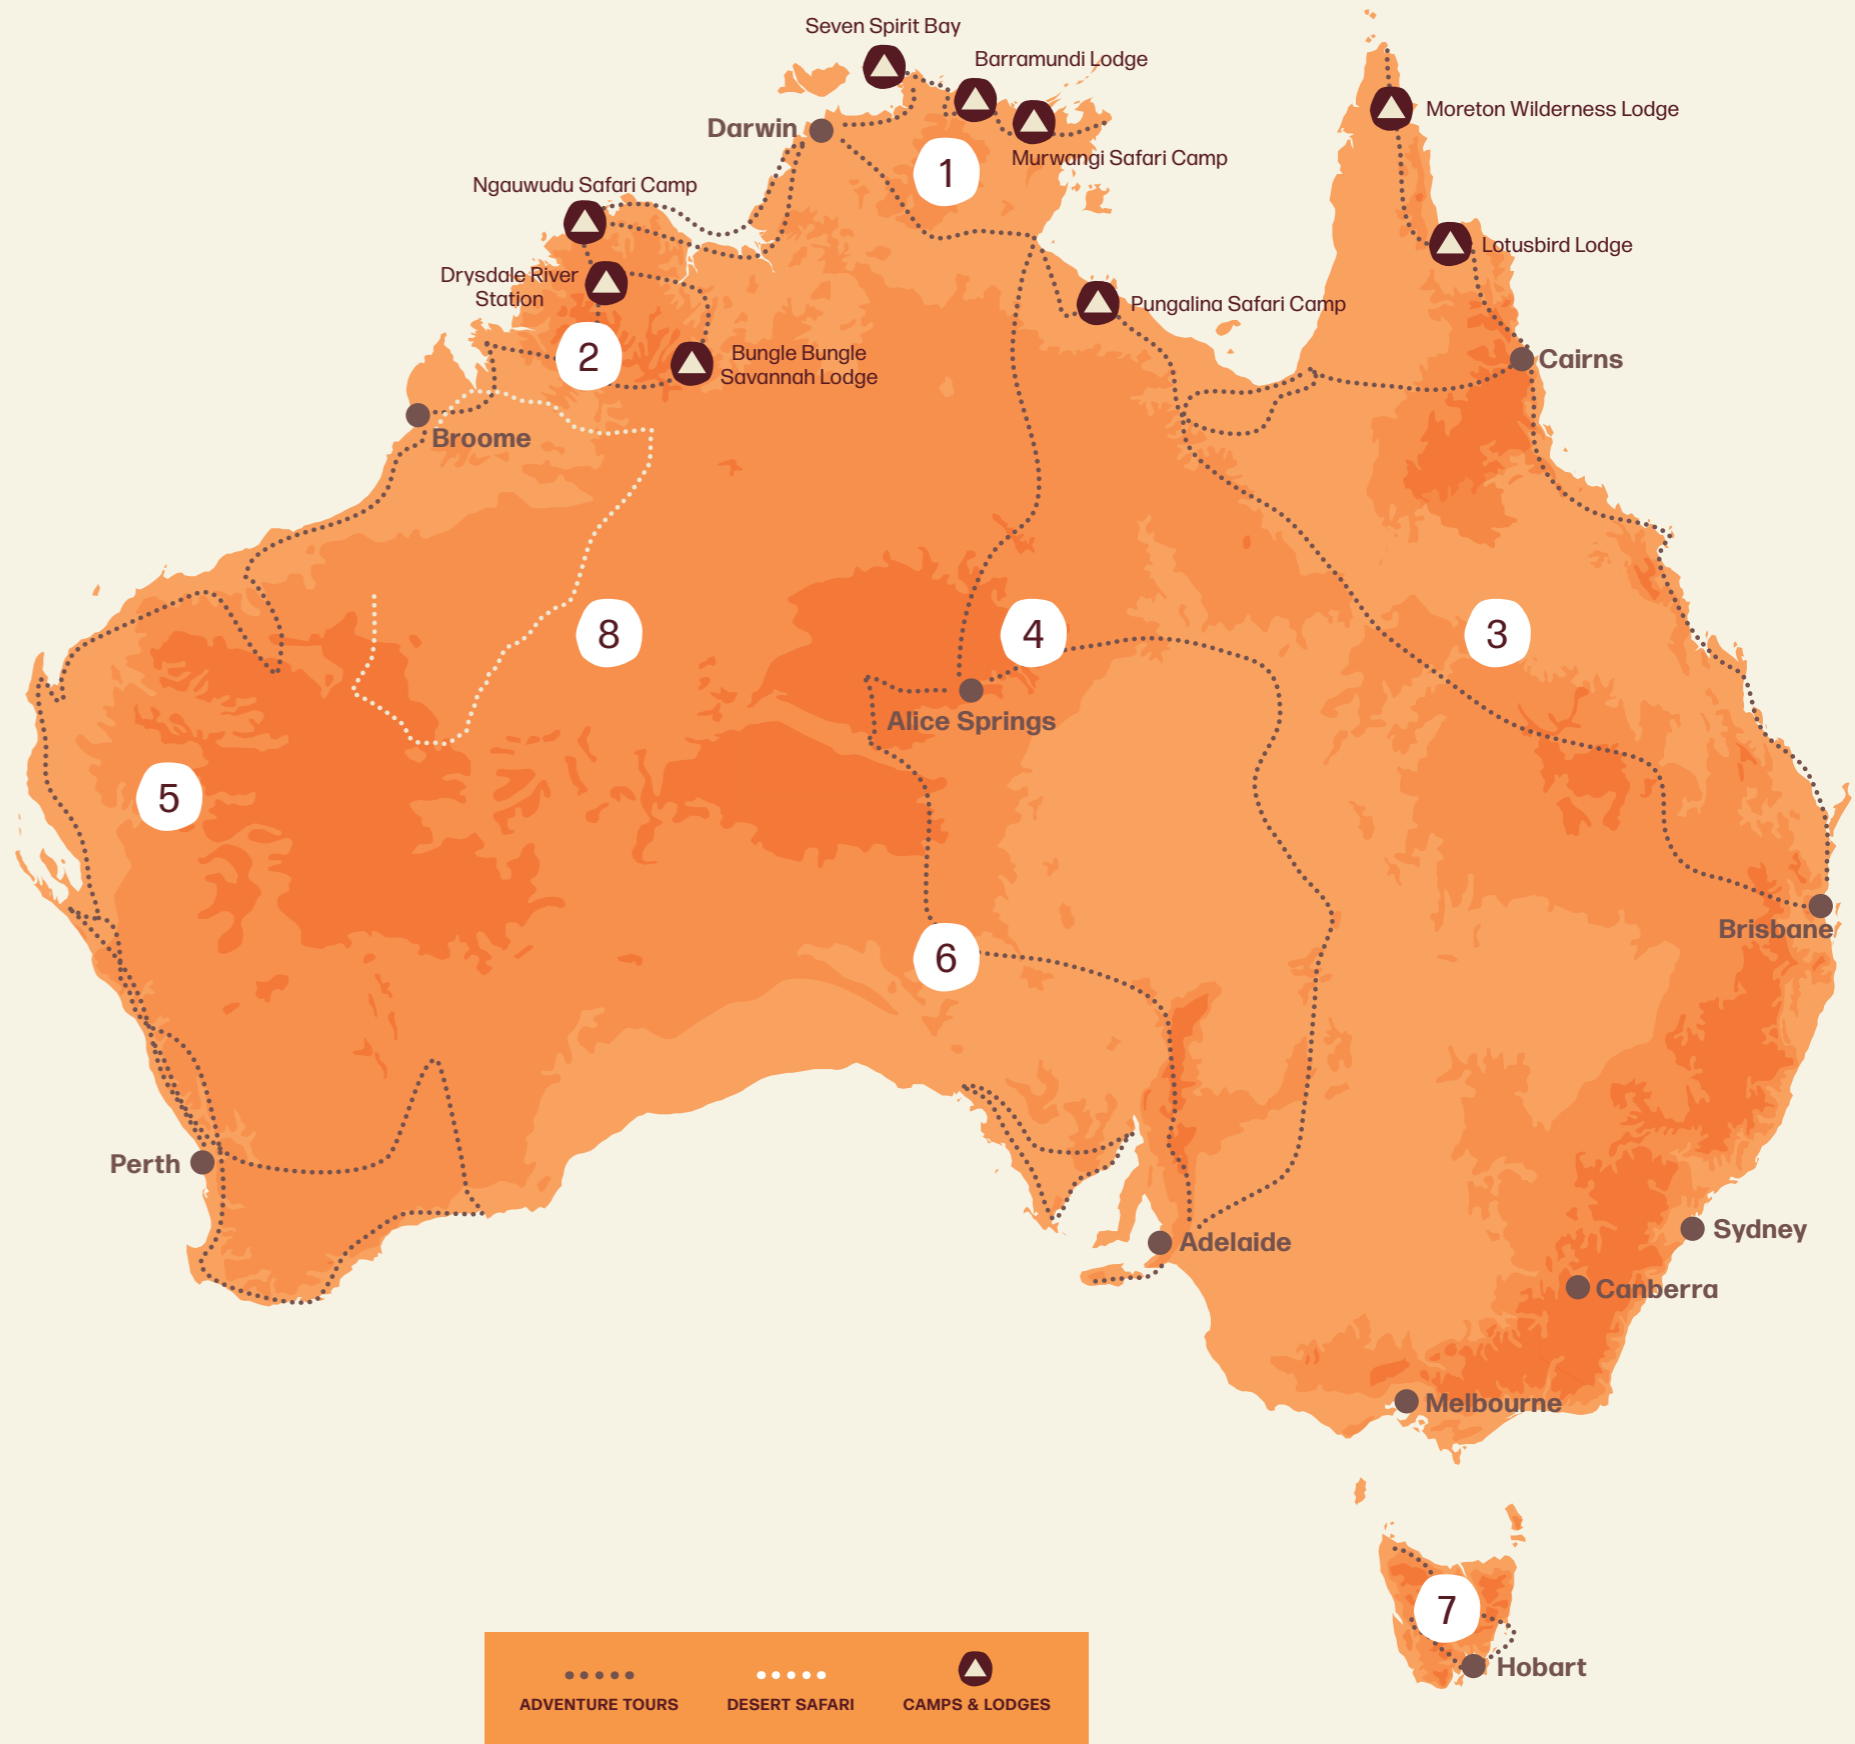 Seven Spirit Bay
Barramundi Lodge
Moreton Wilderness Lodge
Darwin
Murwangi Safari Camp
1
Ngauwudu Safari Camp
Lotusbird Lodge
Drysdale River
Station
Pungalina Safari Camp
2
Bungle Bungle
Savannah Lodge
Cairns
Broome
8
4
3
Alice Springs
5
Brisbane
6
Perth
Adelaide
Sydney
Canberra
Melbourne
7
Hobart
ADVENTURE TOURS
DESERT SAFARI
CAMPS & LODGES